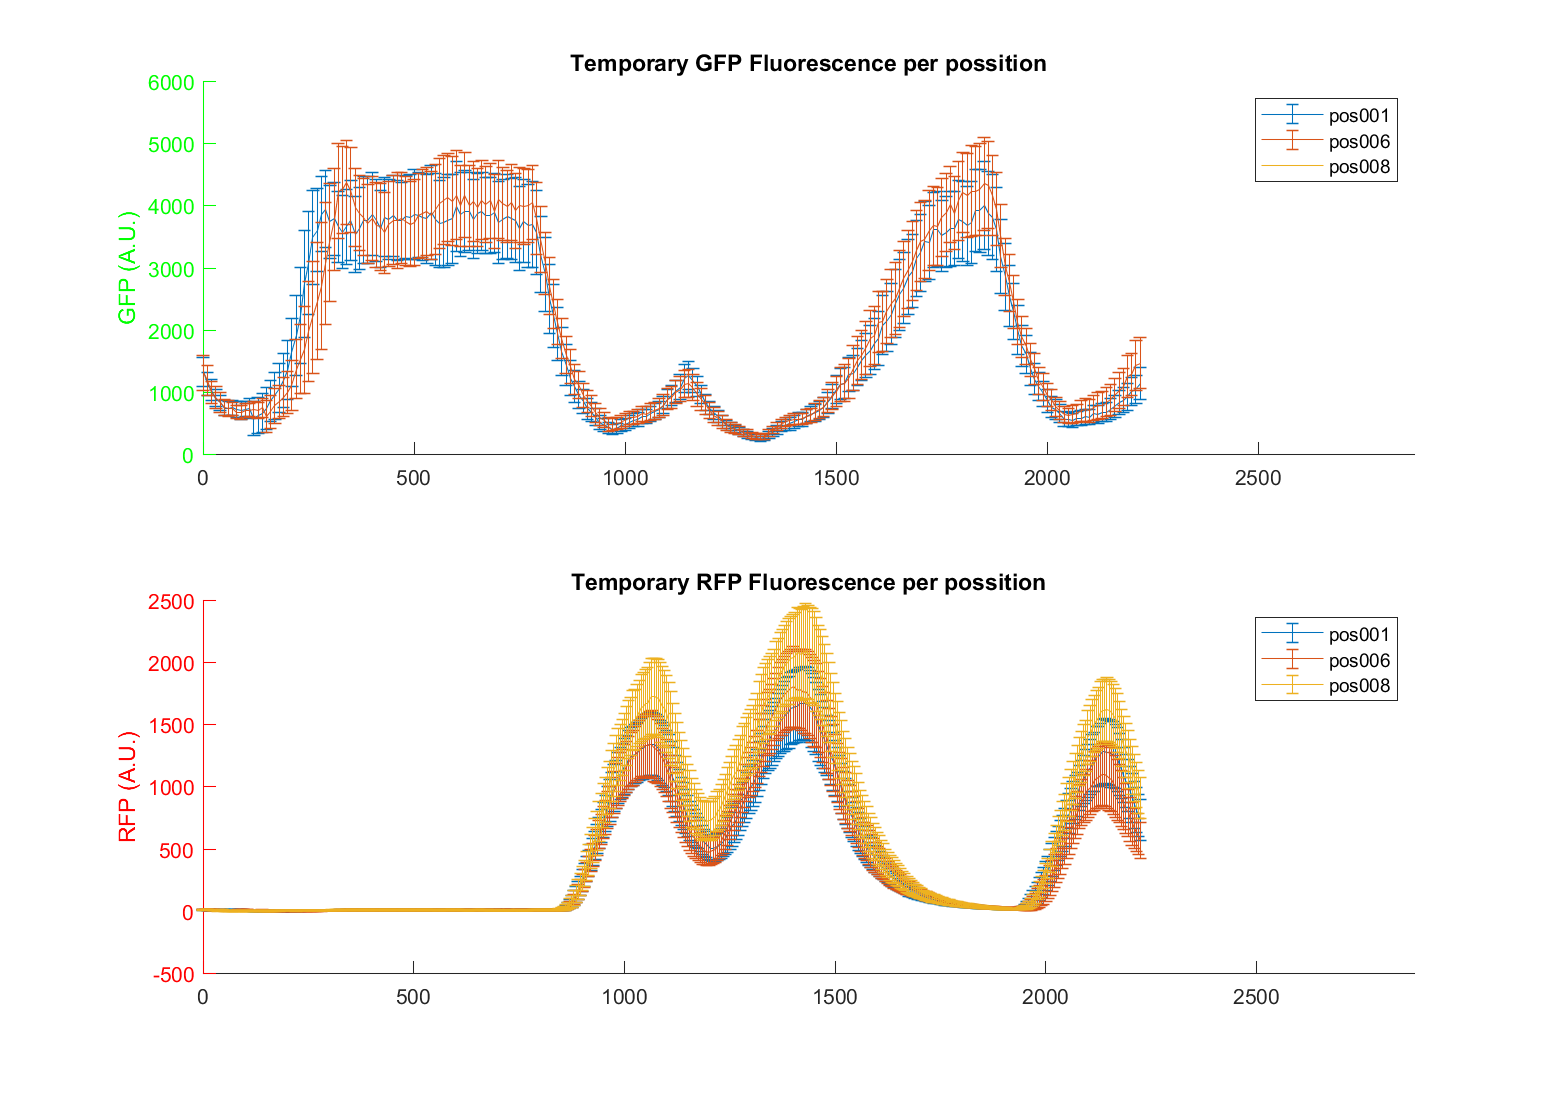 Temporary GFP Fluorescence per possition
6000
5000
4000
3000
2000
1000
0
GFP (A.U.)
0 500 1000 1500 2000 2500
pos001
pos006
pos008
Temporary RFP Fluorescence per possition
2500
2000
1500
1000
500
0
-500
RFP (A.U.)
0 500 1000 1500 2000 2500
pos001
pos006
pos008